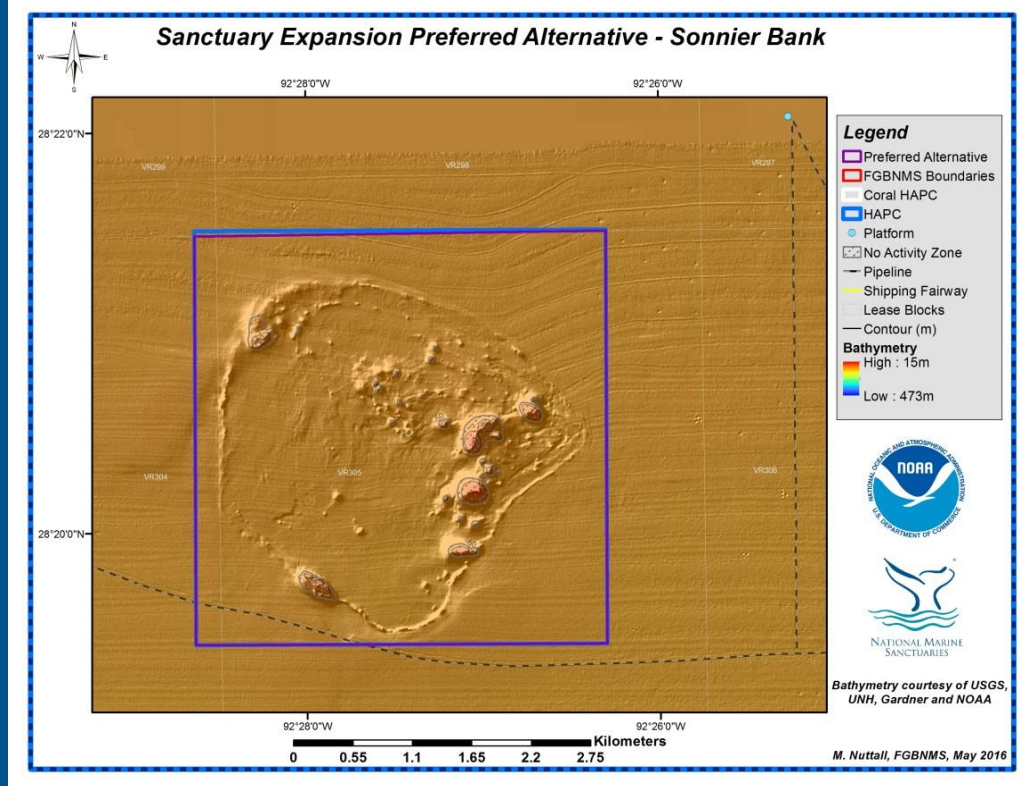 Sanctuary Expansion Preferred Alternative - Sonnier Bank
N
W E
S
92°28'0"W 92°26'0"W
28°22'0"N
VR299 VR298 VR297
VR304 VR305 VR306
28°20'0"N
92°28'0"W 92°26'0"W
Kilometers
0 0.55 1.1 1.65 2.2 2.75
Legend
Preferred Alternative
FGBNMS Boundaries
Coral HAPC
HAPC
Platform
No Activity Zone
Pipeline
Shipping Fairway
Lease Blocks
Contour (m)
Bathymetry
High : 15m
Low : 473m
NATIONAL OCEANIC AND ATMOSPHERIC ADMINISTRATION
NOAA
U.S. DEPARTMENT OF COMMERCE
NATIONAL MARINE
SANCTUARIES
Bathymetry courtesy of USGS,
UNH, Gardner and NOAA
M. Nuttall, FGBNMS, May 2016